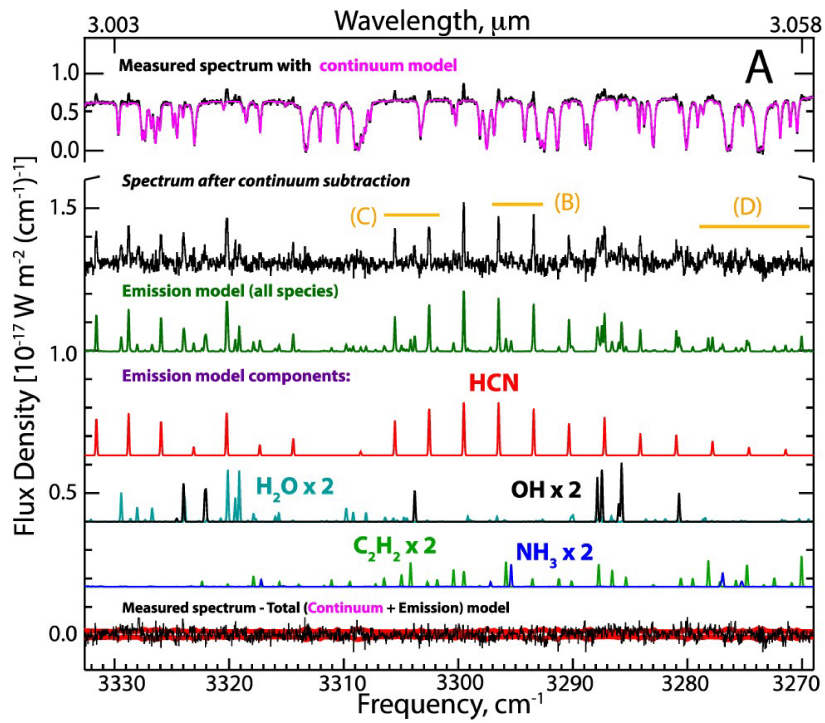 Wavelength, μm
3.003
3.058
Measured spectrum with continuum model
A
1.0
0.5
0.0
Spectrum after continuum subtraction
(C)
(B)
(D)
1.5
Emission model (all species)
1.0
Emission model components:
HCN
H₂O x 2
OH x 2
0.5
C₂H₂ x 2
NH₃ x 2
Measured spectrum - Total (Continuum + Emission) model
0.0
Flux Density [10⁻¹⁷ W m⁻² (cm⁻¹)⁻¹]
3330
3320
3310
3300
3290
3280
3270
Frequency, cm⁻¹